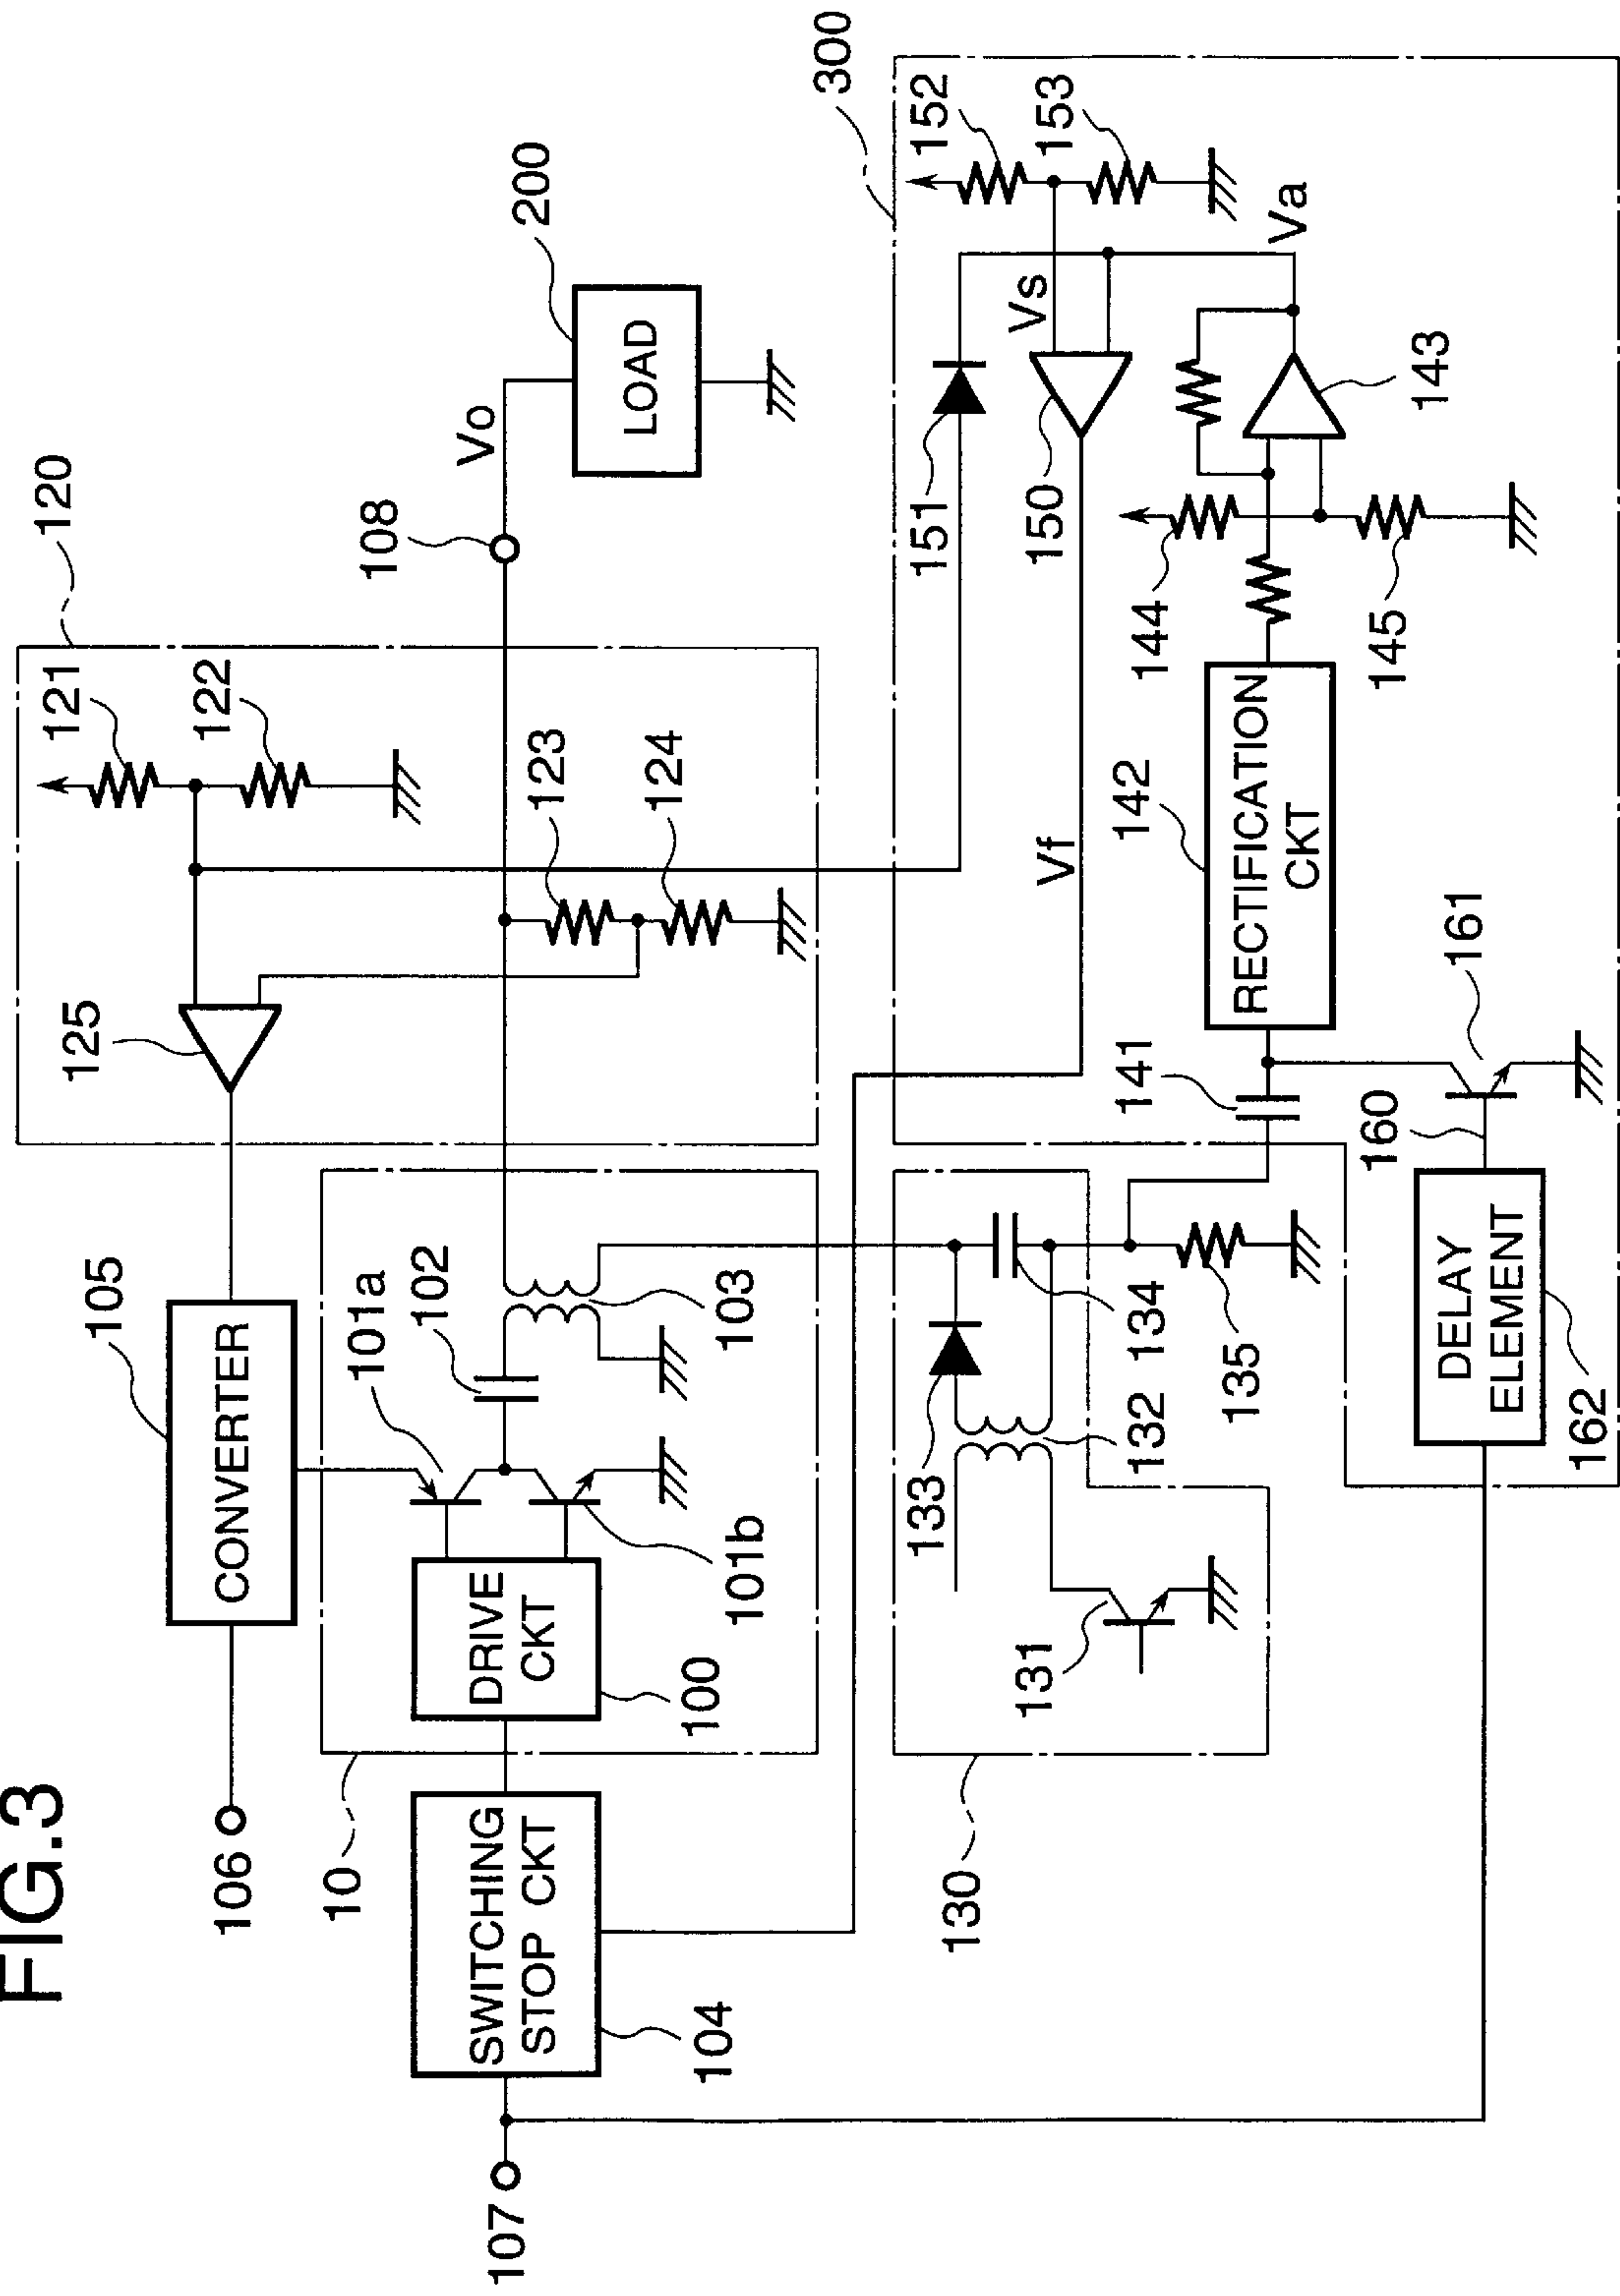 FIG.3
106
105
CONVERTER
125
120
121
122
123
124
108
Vo
200
LOAD
10
101a
102
103
DRIVE
CKT
100
101b
107
SWITCHING
STOP CKT
104
130
131
132
133
134
135
300
Vf
150
151
Vs
152
153
Va
141
142
RECTIFICATION
CKT
143
144
145
160
161
DELAY
ELEMENT
162